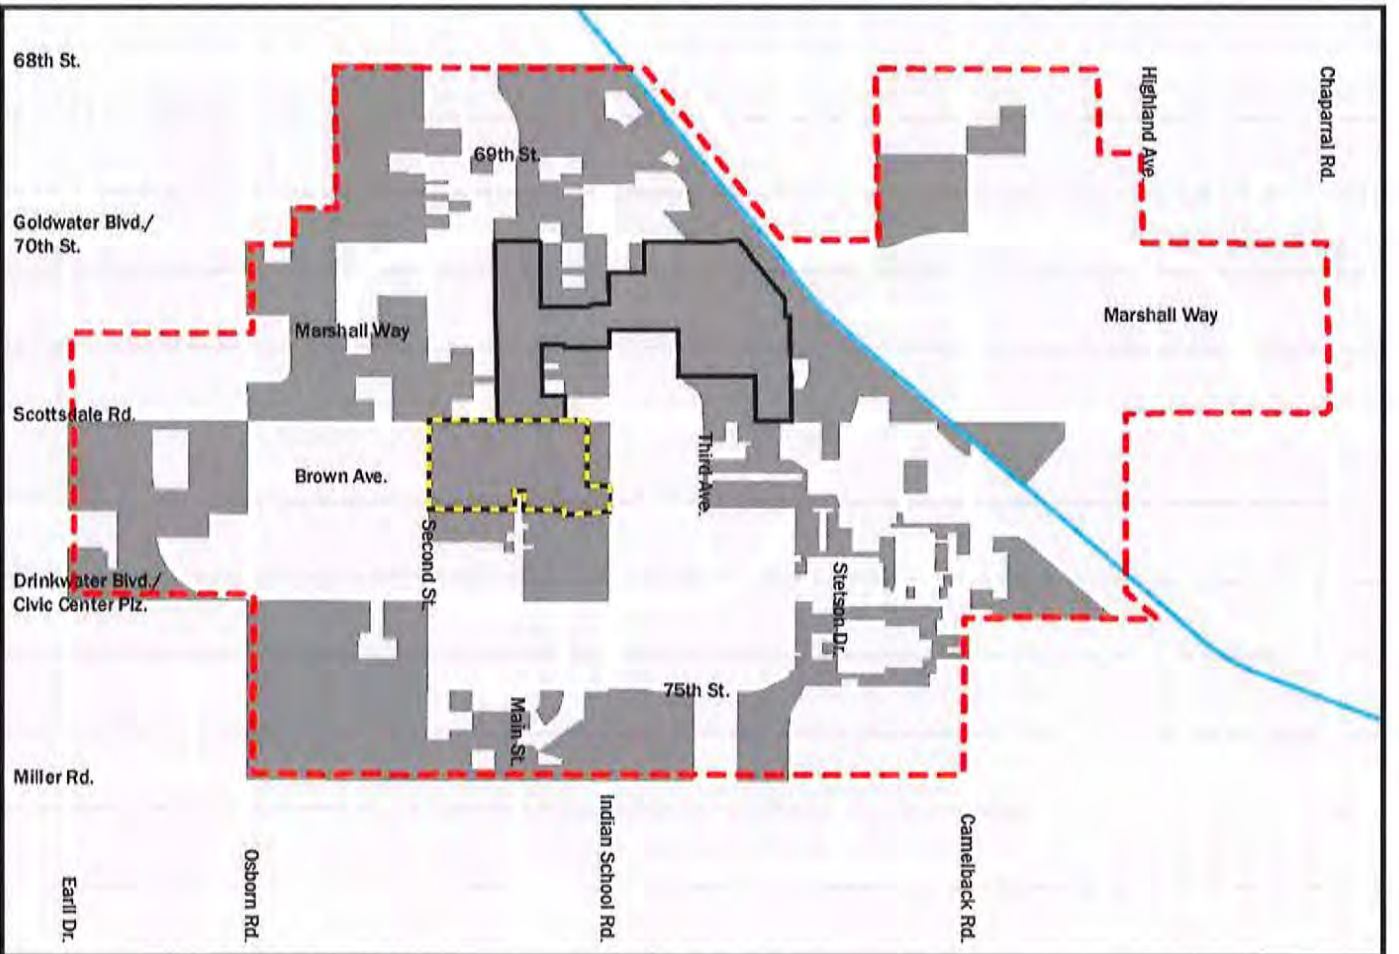 68th St.
Highland Ave.
Chaparral Rd.
69th St.
Goldwater Blvd./
70th St.
Marshall Way
Marshall Way
Scottsdale Rd.
Third Ave.
Brown Ave.
Second St.
Stetson Dr.
Drinkwater Blvd./
Civic Center Plz.
75th St.
Main St.
Miller Rd.
Indian School Rd.
Camelback Rd.
Osborn Rd.
Earll Dr.